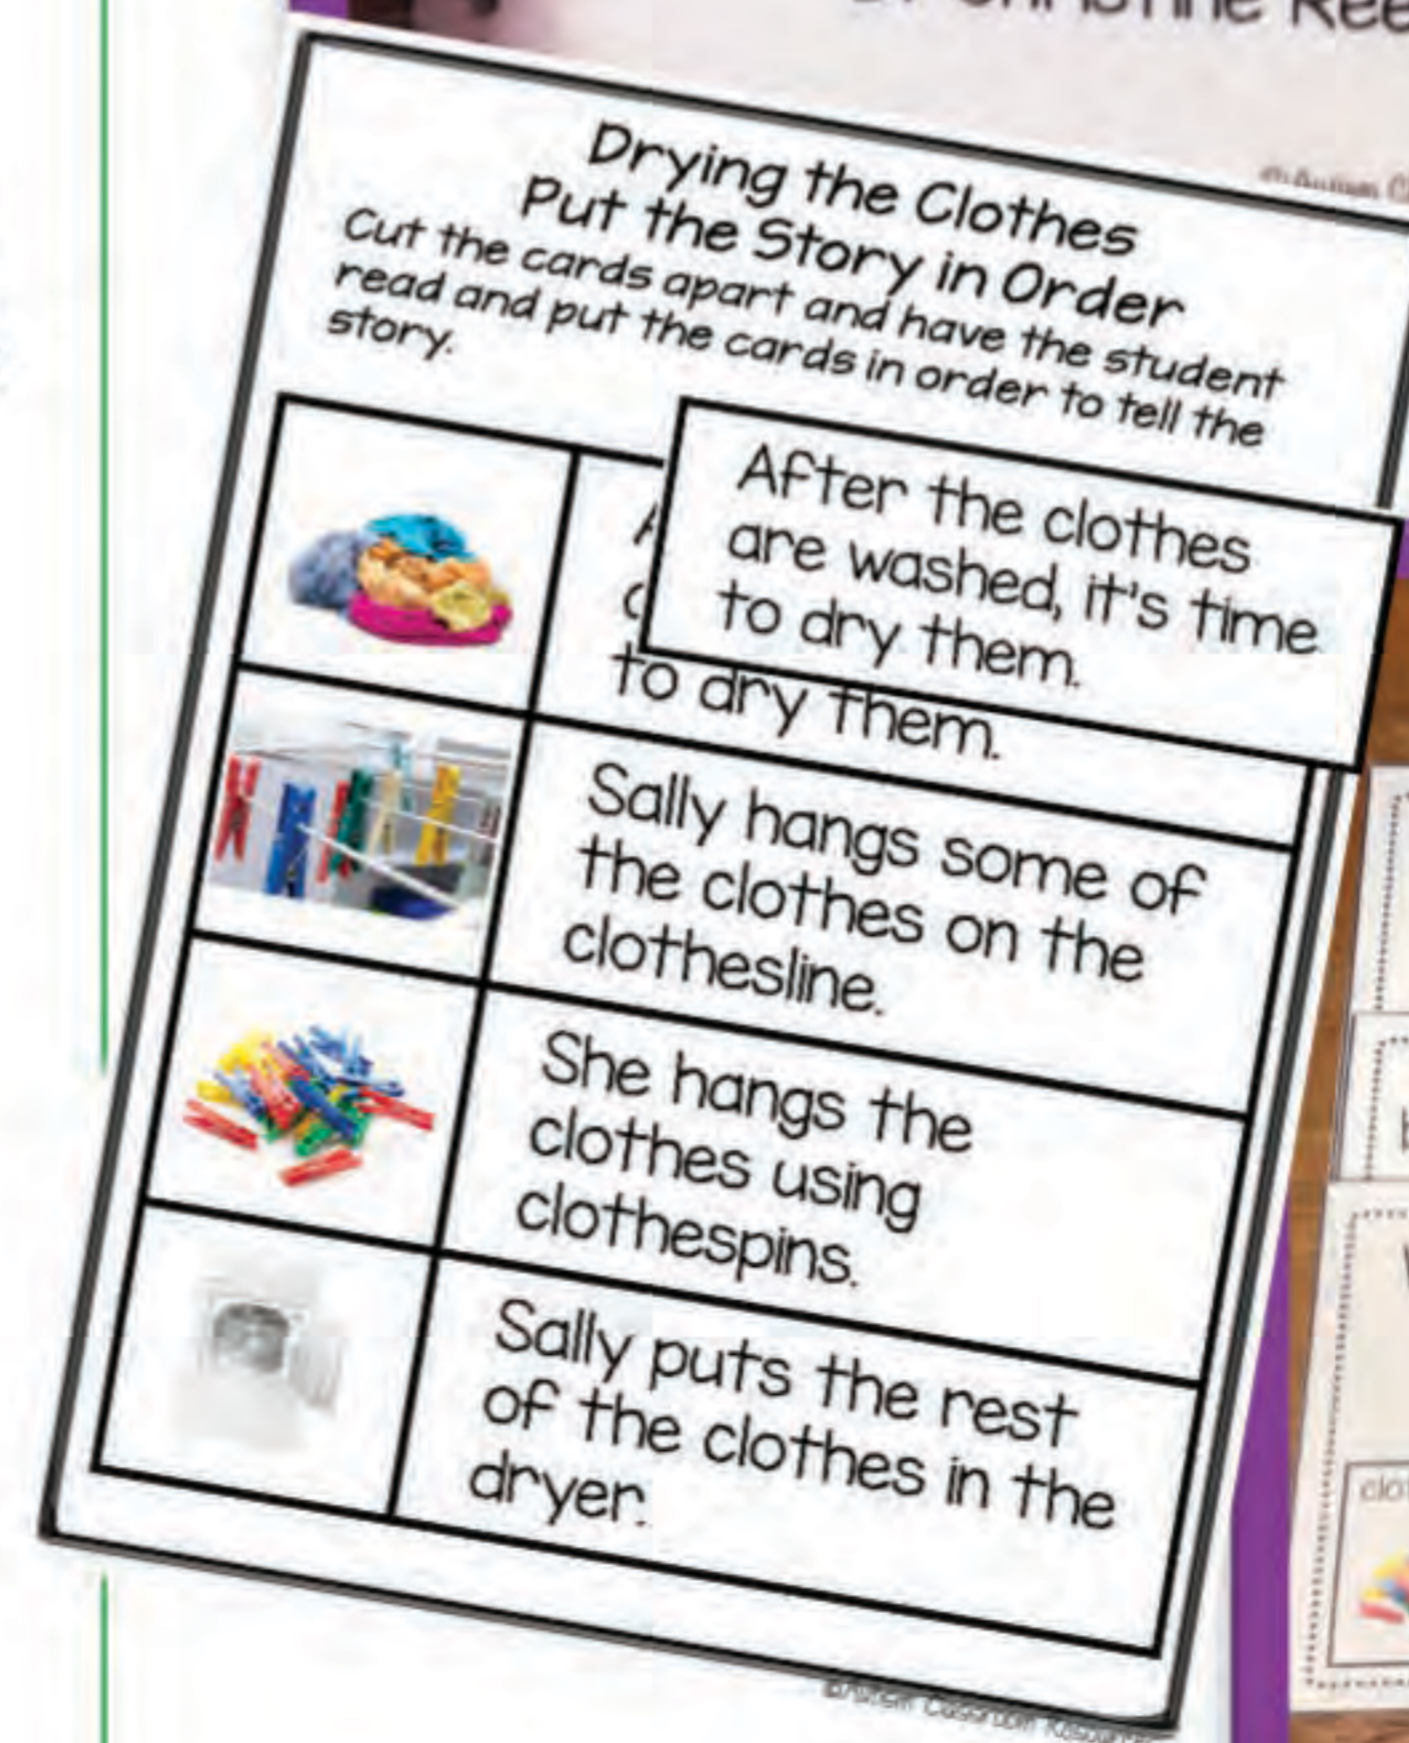 Drying the Clothes
Put the Story in Order
Cut the cards apart and have the student
read and put the cards in order to tell the
story.
After the clothes
are washed, it's time
to dry them.
to dry them.
Sally hangs some of
the clothes on the
clothesline.
She hangs the
clothes using
clothespins.
Sally puts the rest
of the clothes in the
dryer.
©Autism Classroom